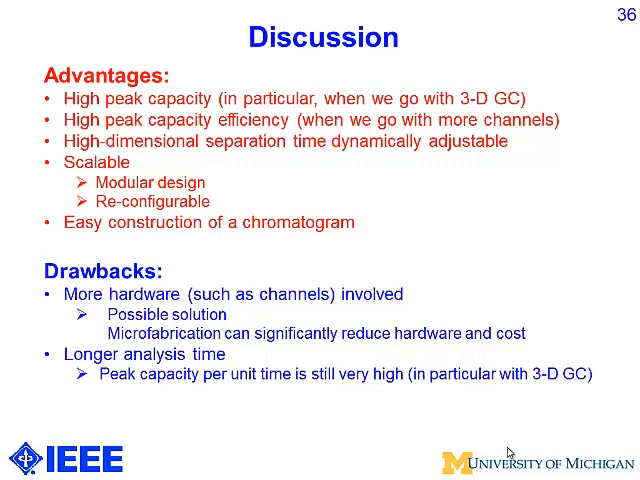 36
Discussion
Advantages:
• High peak capacity (in particular, when we go with 3-D GC)
• High peak capacity efficiency (when we go with more channels)
• High-dimensional separation time dynamically adjustable
• Scalable
➢ Modular design
➢ Re-configurable
• Easy construction of a chromatogram
Drawbacks:
• More hardware (such as channels) involved
➢ Possible solution
Microfabrication can significantly reduce hardware and cost
• Longer analysis time
➢ Peak capacity per unit time is still very high (in particular with 3-D GC)
IEEE
M UNIVERSITY OF MICHIGAN